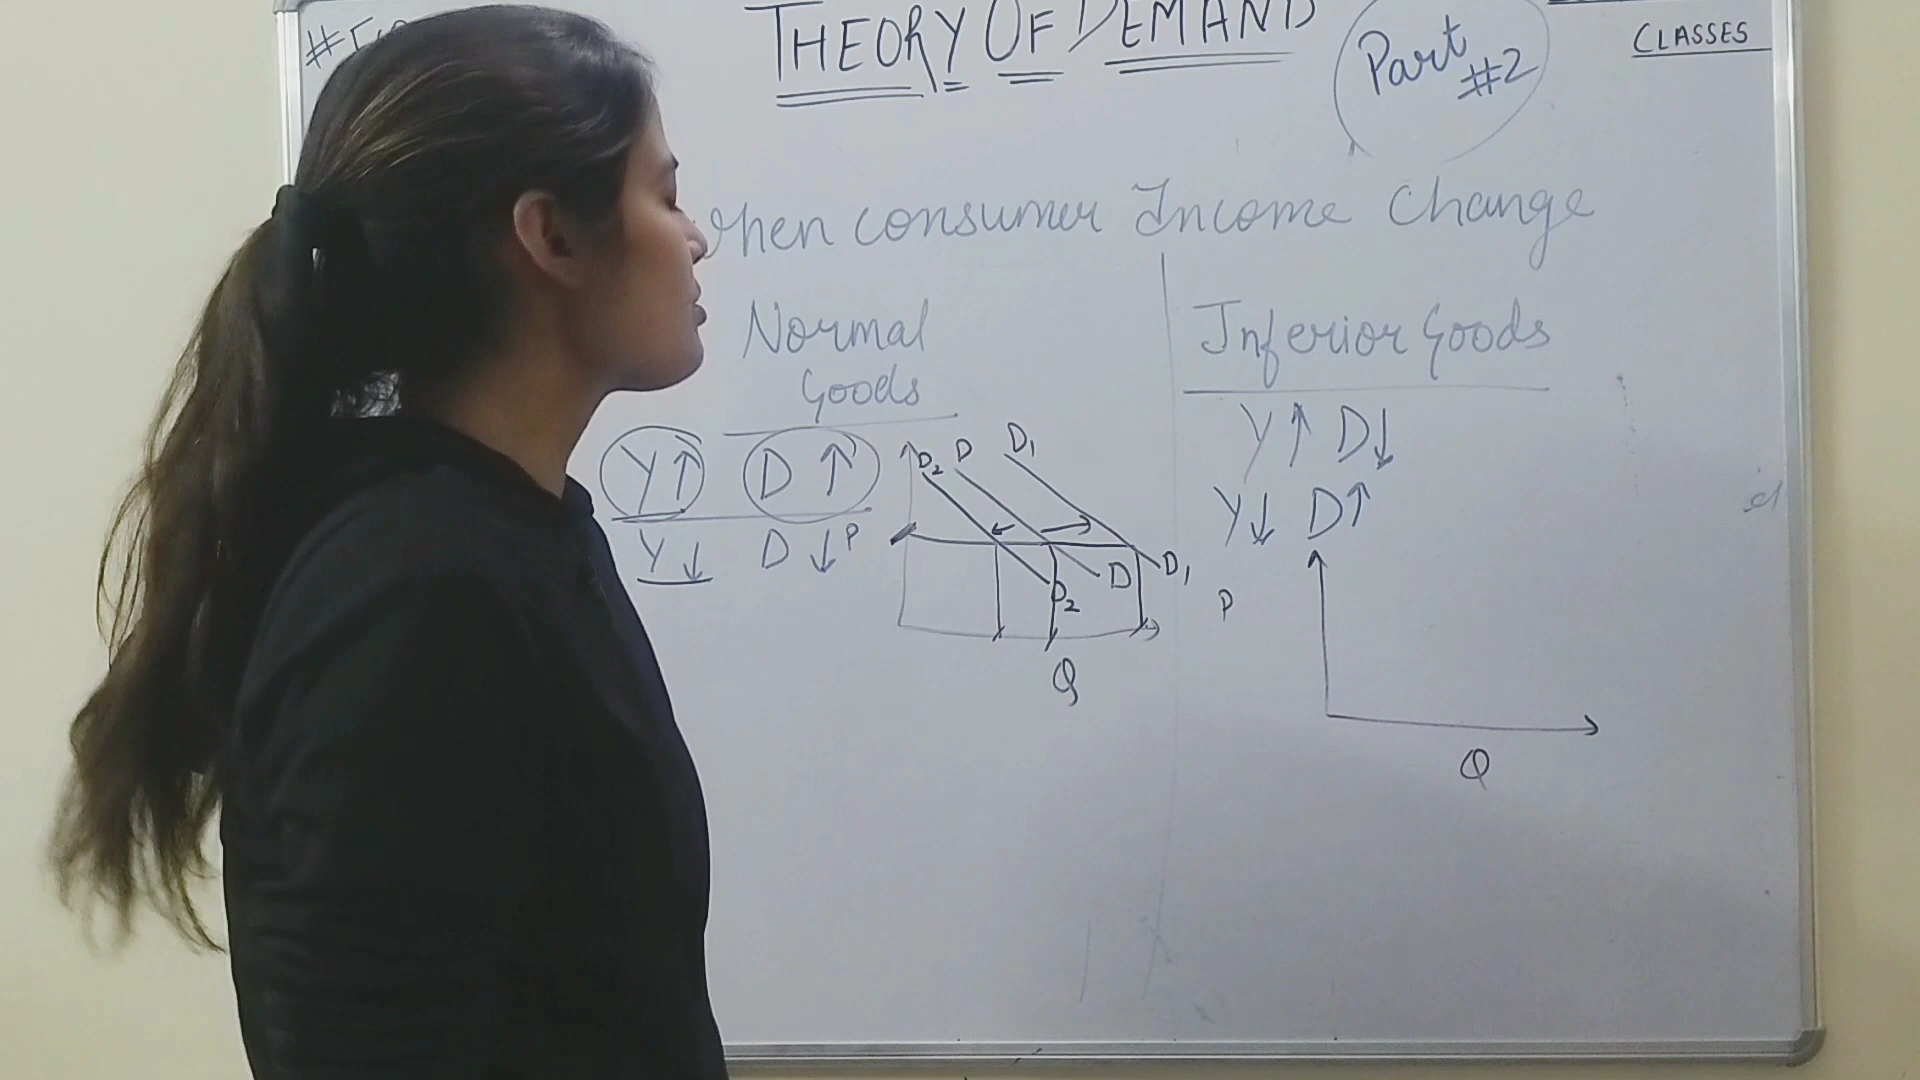 THEORY OF DEMAND
Part #2
CLASSES
when consumer Income Change
Normal Goods
Y↑ D↑
Y↓ D↓
P
D2 D D1
D1
D
D2
Q
Inferior Goods
Y↑ D↓
Y↓ D↑
P
Q